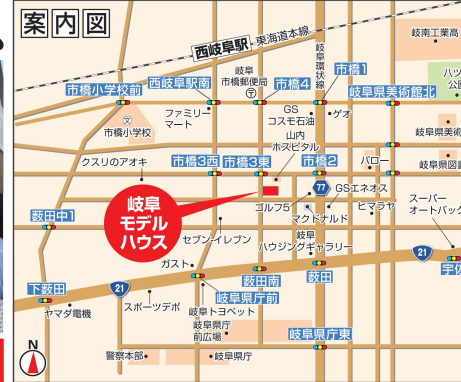 案内図
西岐阜駅
東海道本線
岐阜環状線
岐南工業高
岐阜
市橋郵便局
市橋小学校前
西岐阜駅南
市橋4
市橋1
岐阜県美術館北
ファミリー
マート
GS
コスモ石油
ゲオ
文
市橋小学校
山内
ホスピタル
岐阜県美術
クスリのアオキ
市橋3西
市橋3東
市橋2
バロー
岐阜県図
岐阜
モデル
ハウス
77
GSエネオス
ゴルフ5
マクドナルド
ヒマラヤ
スーパー
オートバック
薮田中1
セブン-イレブン
岐阜
ハウジングギャラリー
21
ガスト
薮田南
薮田
宇佐
下薮田
21
岐阜県庁前
ヤマダ電機
スポーツデポ
岐阜トヨペット
岐阜県庁
前広場
岐阜県庁東
N
警察本部
岐阜県庁